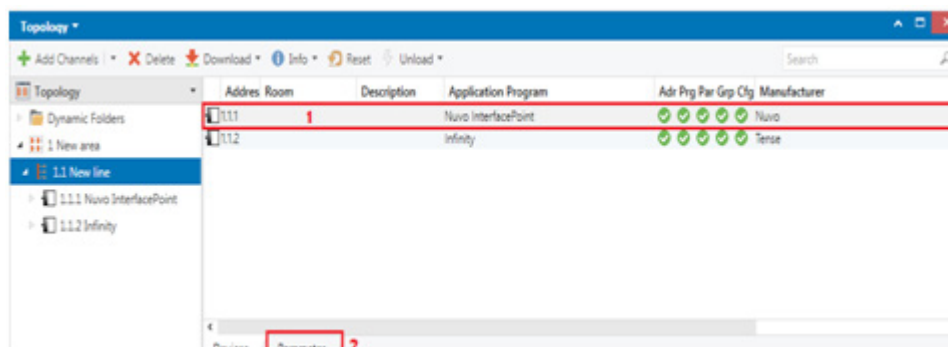 Topology
Add Channels Delete Download Info Reset Unload Search
Topology Addres Room Description Application Program Adr Prg Par Grp Cfg Manufacturer
Dynamic Folders
1.1.1 1 Nuvo InterfacePoint Nuvo
1 New area
1.1.2 Infinity Tense
1.1 New line
1.1.1 Nuvo InterfacePoint
1.1.2 Infinity
Devices Parameter 2